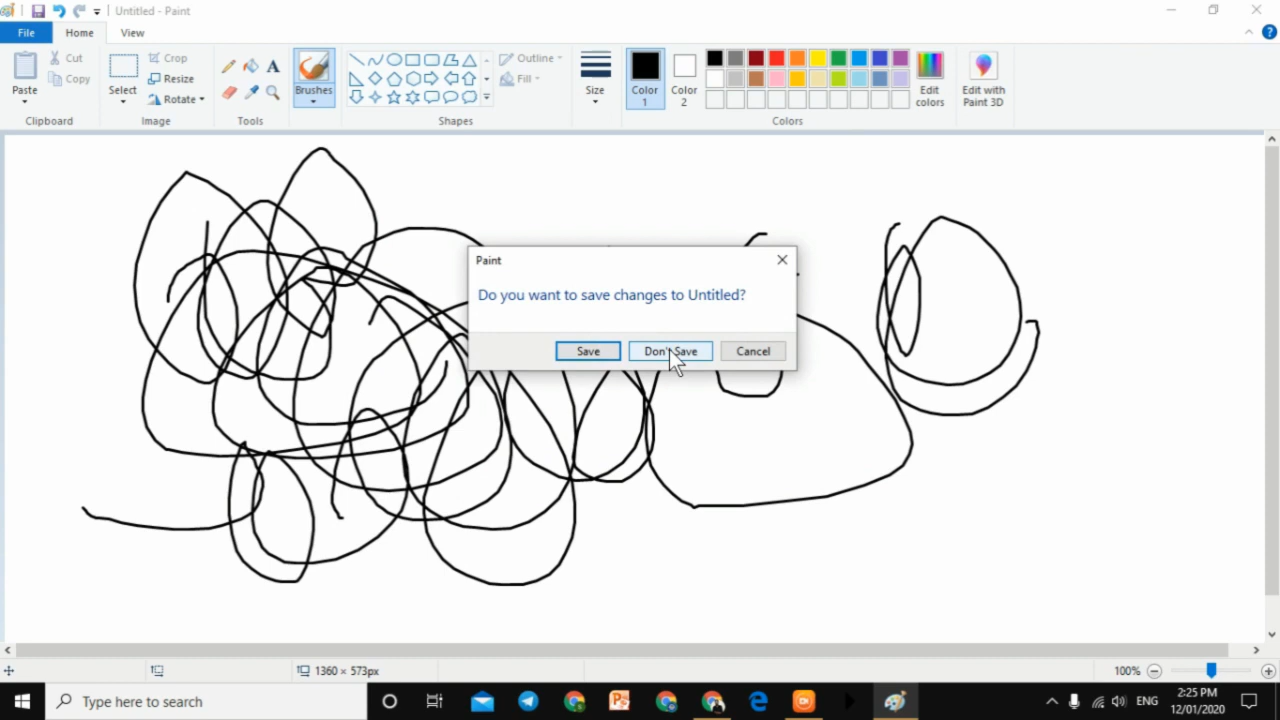 Untitled - Paint
File Home View
Paste
Cut
Copy
Clipboard
Select
Crop
Resize
Rotate
Image
A
Tools
Brushes
Shapes
Outline
Fill
Size
Color 1
Color 2
Edit colors
Edit with Paint 3D
Colors
Paint
Do you want to save changes to Untitled?
Save Don't Save Cancel
1360 × 573px
100%
Type here to search
ENG
2:25 PM
12/01/2020